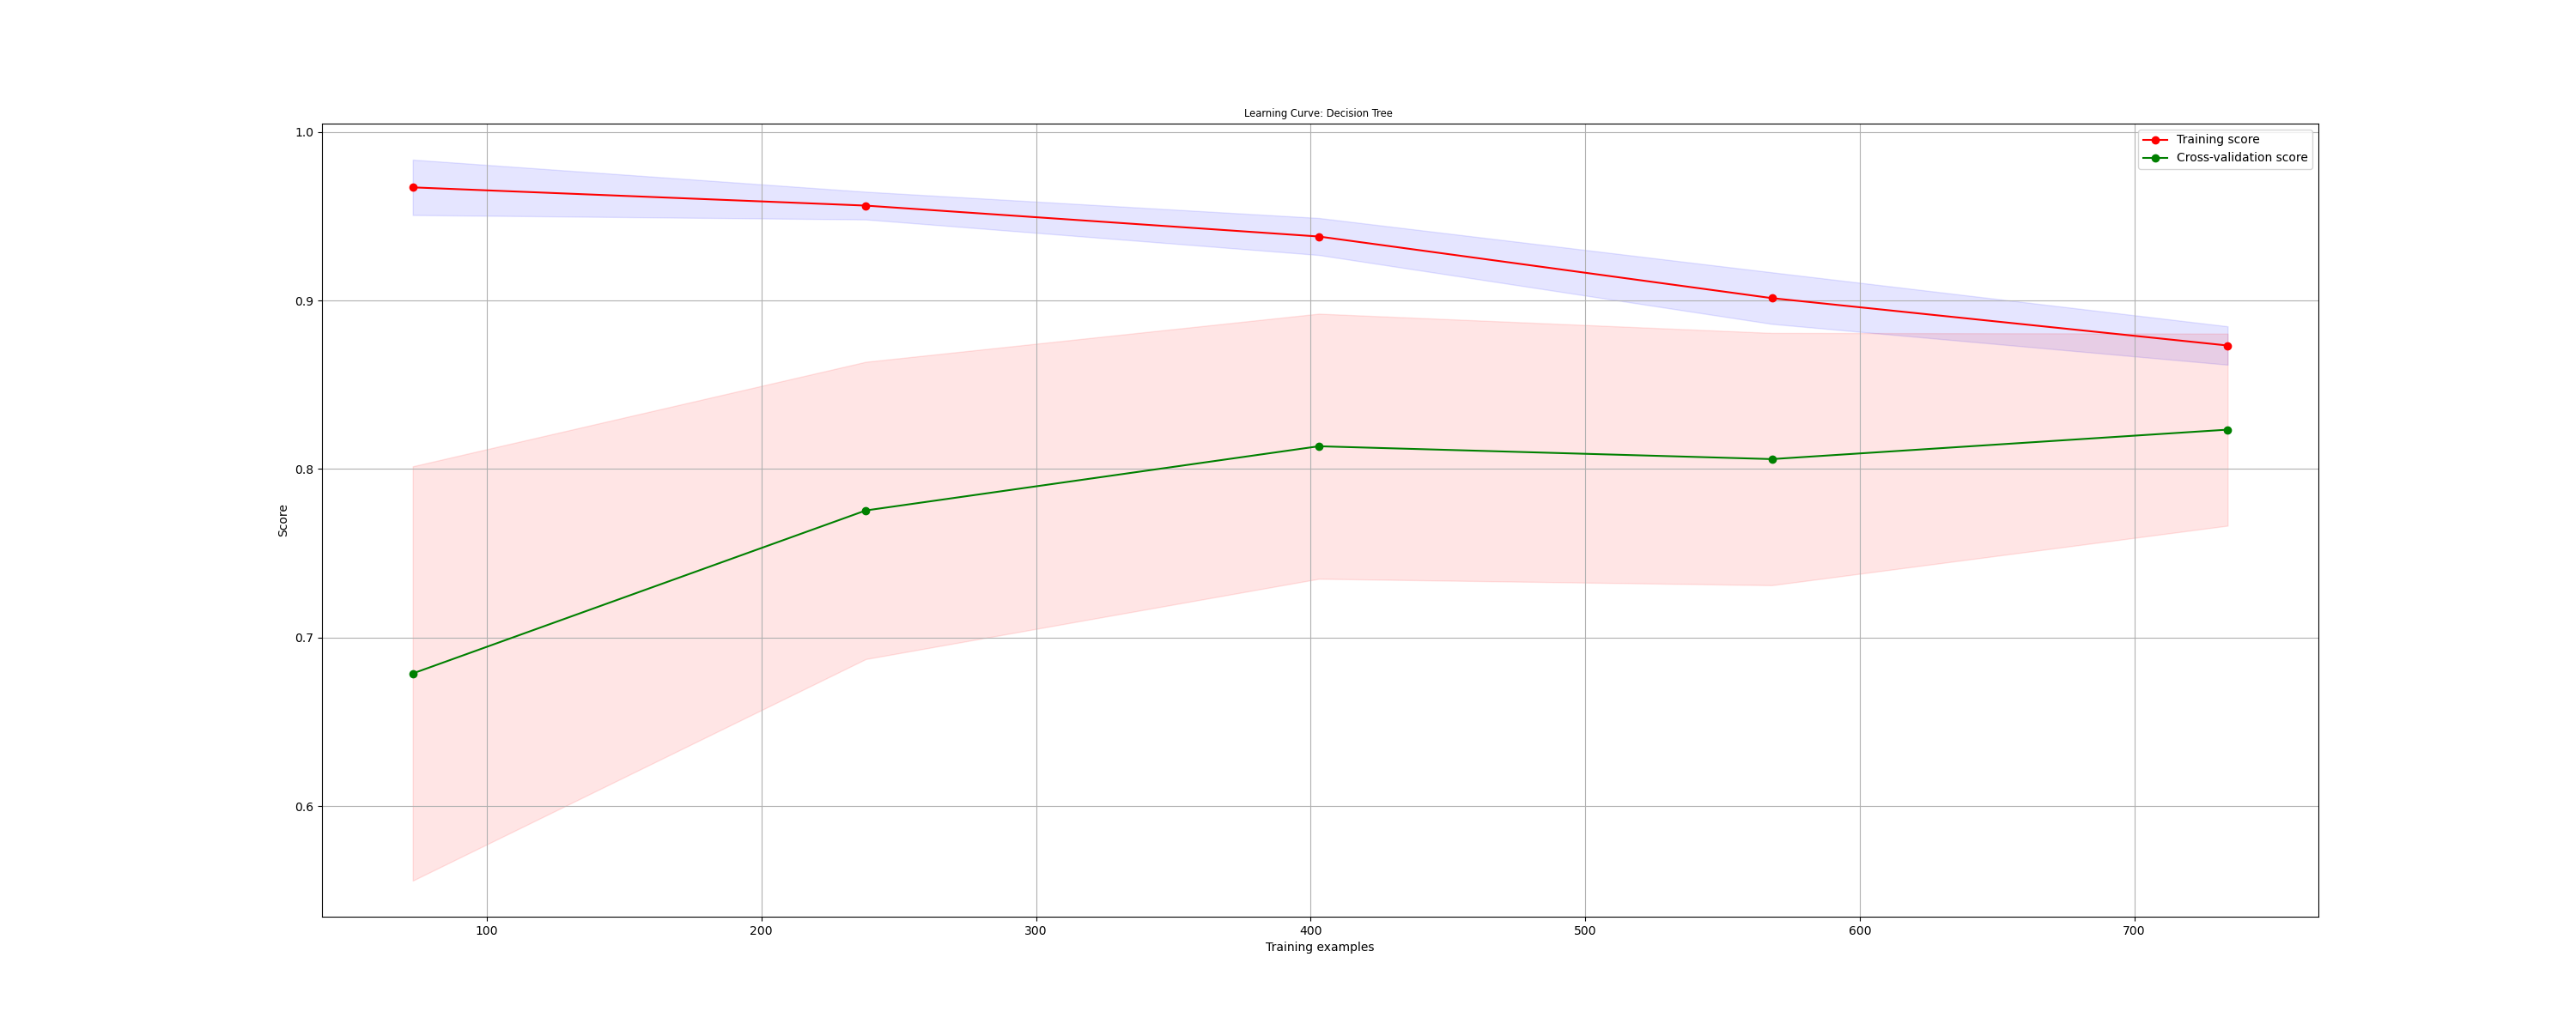 Learning Curve: Decision Tree
1.0
0.9
0.8
0.7
0.6
Score
Training score
Cross-validation score
100 200 300 400 500 600 700
Training examples